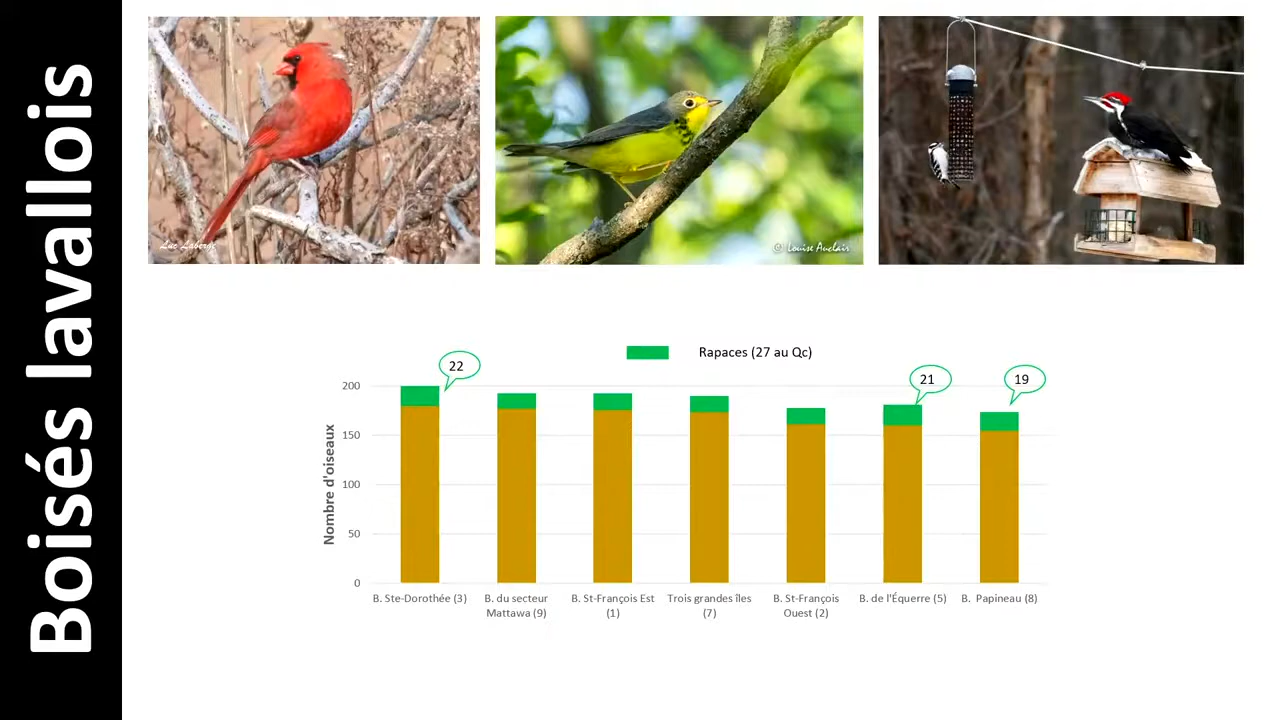 Boisés lavallois
Luc Laberge
© Louise Auclair
Rapaces (27 au Qc)
22
21
19
Nombre d'oiseaux
200
150
100
50
0
B. Ste-Dorothée (3)
B. du secteur
Mattawa (9)
B. St-François Est
(1)
Trois grandes îles
(7)
B. St-François
Ouest (2)
B. de l'Équerre (5)
B. Papineau (8)